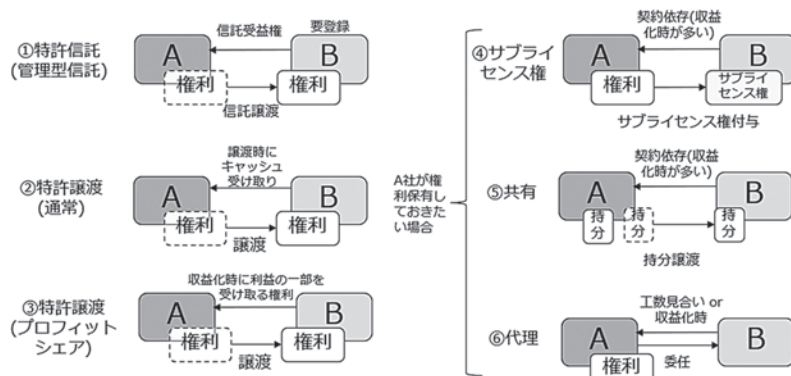 ①特許信託
(管理型信託)
信託受益権
要登録
A
B
権利
権利
信託譲渡
②特許譲渡
(通常)
譲渡時に
キャッシュ
受け取り
A
B
権利
権利
譲渡
③特許譲渡
(プロフィット
シェア)
収益化時に利益の一部を
受け取る権利
A
B
権利
権利
譲渡
A社が権
利保有し
ておきた
い場合
④サブライ
センス権
契約依存(収益
化時が多い)
A
B
権利
サブライ
センス権
サブライセンス権付与
⑤共有
契約依存(収益
化時が多い)
A
B
持
分
持
分
持
分
持分譲渡
⑥代理
工数見合い or
収益化時
A
B
権利
委任